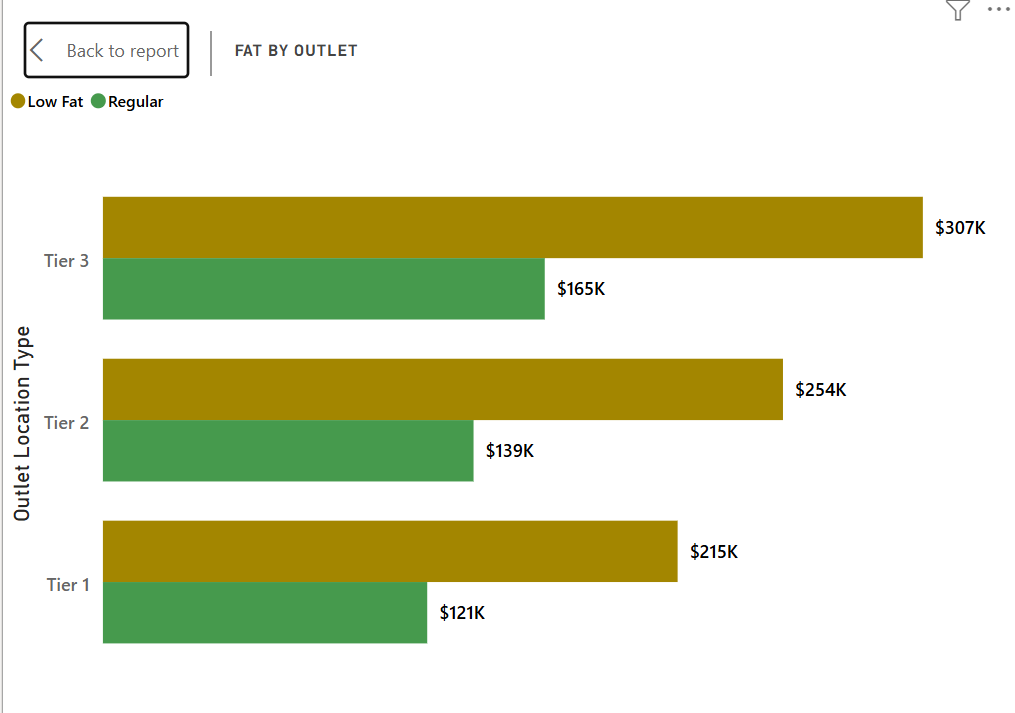 Back to report
FAT BY OUTLET
Low Fat Regular
$307K
Tier 3
$165K
$254K
Tier 2
$139K
$215K
Tier 1
$121K
Outlet Location Type